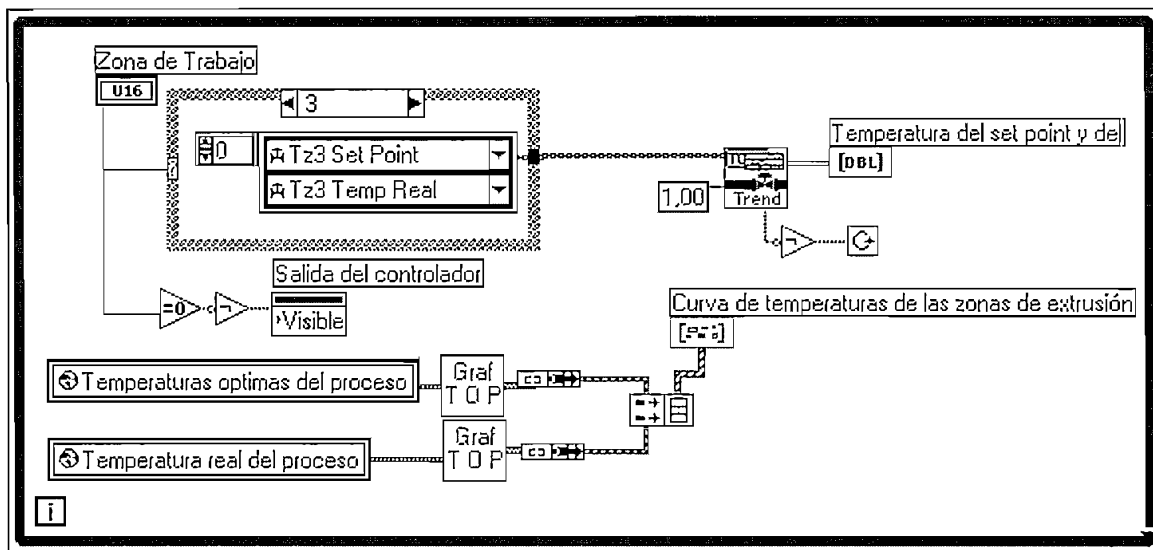 Zona de Trabajo
U16
3
0
Tz3 Set Point
Tz3 Temp Real
Temperatura del set point y del
[DBL]
1,00
Trend
Salida del controlador
=0
Visible
Curva de temperaturas de las zonas de extrusión
Temperaturas optimas del proceso
Graf
T O P
Temperatura real del proceso
Graf
T O P
i